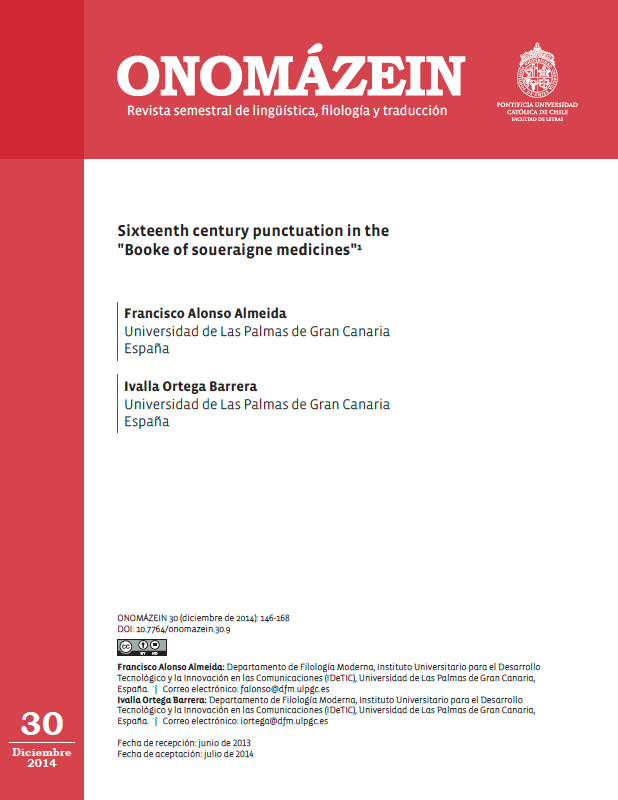 ONOMÁZEIN
Revista semestral de lingüística, filología y traducción
PONTIFICIA UNIVERSIDAD
CATÓLICA DE CHILE
FACULTAD DE LETRAS
Sixteenth century punctuation in the
"Booke of soueraigne medicines"¹
Francisco Alonso Almeida
Universidad de Las Palmas de Gran Canaria
España
Ivalla Ortega Barrera
Universidad de Las Palmas de Gran Canaria
España
ONOMÁZEIN 30 (diciembre de 2014): 146-168
DOI: 10.7764/onomazein.30.9
cc BY ND
Francisco Alonso Almeida: Departamento de Filología Moderna, Instituto Universitario para el Desarrollo
Tecnológico y la Innovación en las Comunicaciones (IDeTIC), Universidad de Las Palmas de Gran Canaria,
España. | Correo electrónico: falonso@dfm.ulpgc.es
Ivalla Ortega Barrera: Departamento de Filología Moderna, Instituto Universitario para el Desarrollo
Tecnológico y la Innovación en las Comunicaciones (IDeTIC), Universidad de Las Palmas de Gran Canaria,
España. | Correo electrónico: iortega@dfm.ulpgc.es
Fecha de recepción: junio de 2013
Fecha de aceptación: julio de 2014
30
Diciembre
2014